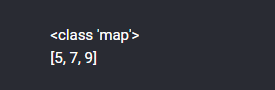 <class 'map'>
[5, 7, 9]